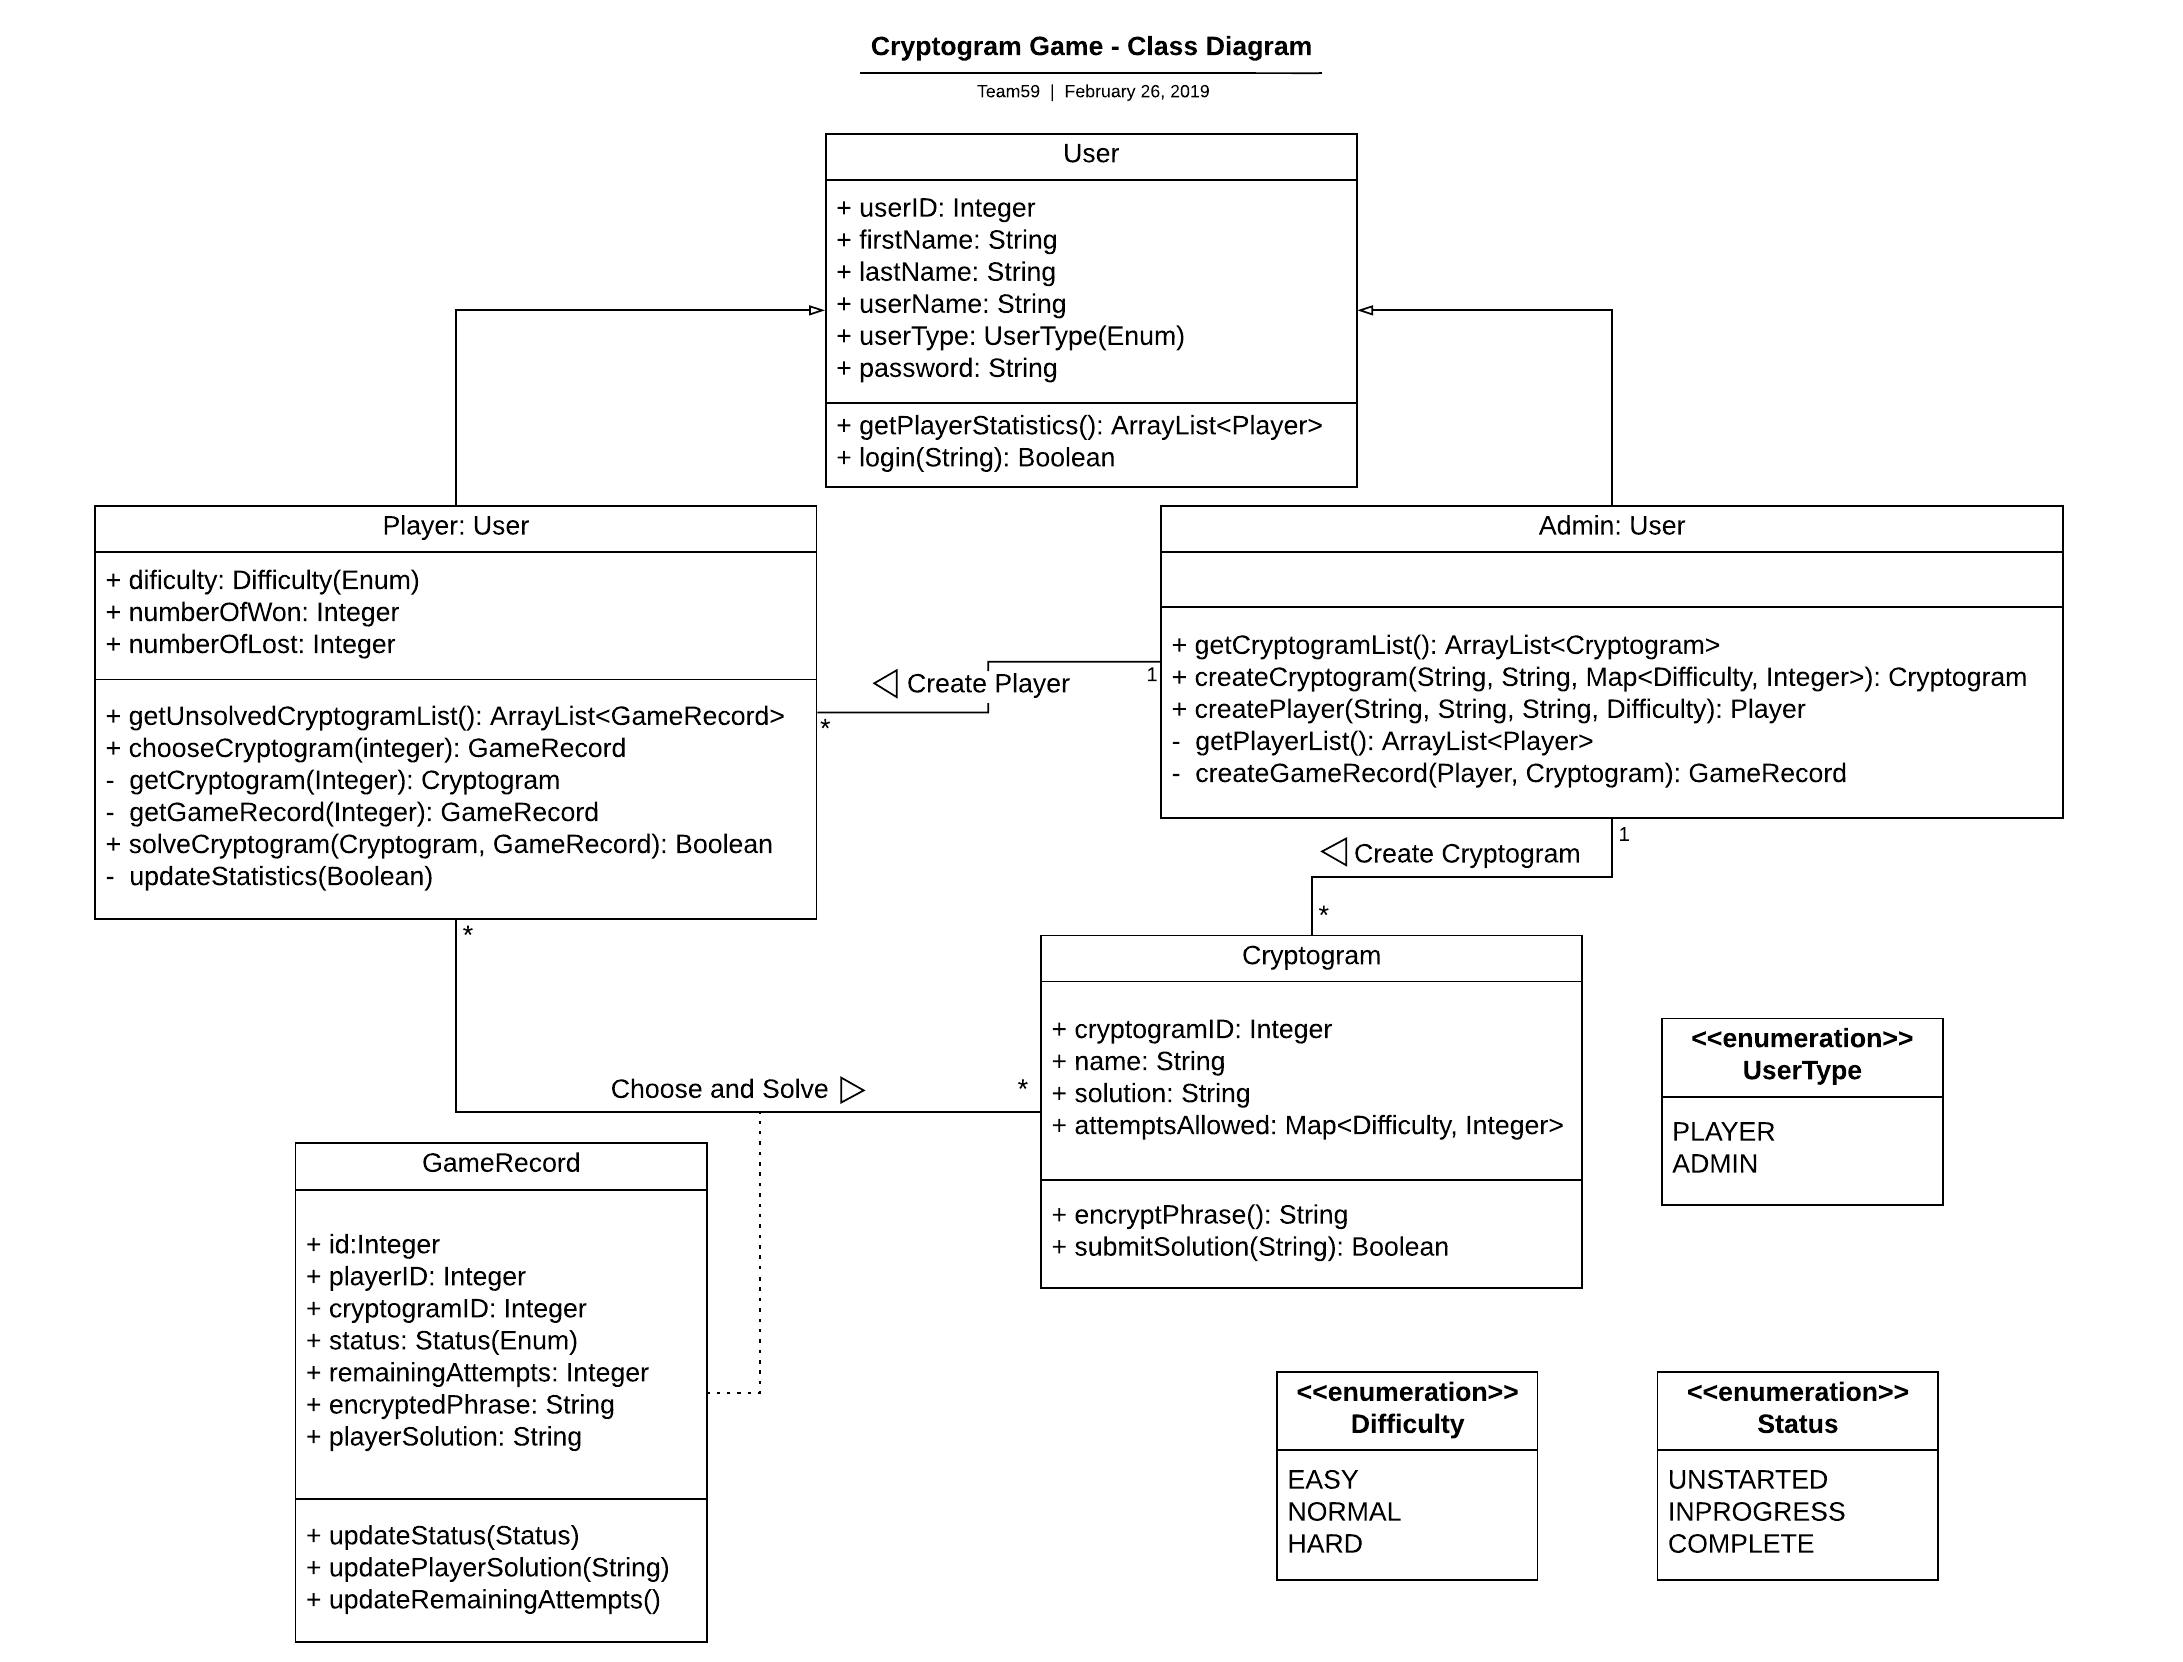 Cryptogram Game - Class Diagram
Team59 | February 26, 2019
User
+ userID: Integer
+ firstName: String
+ lastName: String
+ userName: String
+ userType: UserType(Enum)
+ password: String
+ getPlayerStatistics(): ArrayList<Player>
+ login(String): Boolean
Player: User
+ dificulty: Difficulty(Enum)
+ numberOfWon: Integer
+ numberOfLost: Integer
+ getUnsolvedCryptogramList(): ArrayList<GameRecord>
+ chooseCryptogram(integer): GameRecord
- getCryptogram(Integer): Cryptogram
- getGameRecord(Integer): GameRecord
+ solveCryptogram(Cryptogram, GameRecord): Boolean
- updateStatistics(Boolean)
Create Player
1
*
Admin: User
+ getCryptogramList(): ArrayList<Cryptogram>
+ createCryptogram(String, String, Map<Difficulty, Integer>): Cryptogram
+ createPlayer(String, String, String, Difficulty): Player
- getPlayerList(): ArrayList<Player>
- createGameRecord(Player, Cryptogram): GameRecord
1
Create Cryptogram
*
*
Choose and Solve
*
Cryptogram
+ cryptogramID: Integer
+ name: String
+ solution: String
+ attemptsAllowed: Map<Difficulty, Integer>
+ encryptPhrase(): String
+ submitSolution(String): Boolean
<<enumeration>>
UserType
PLAYER
ADMIN
GameRecord
+ id:Integer
+ playerID: Integer
+ cryptogramID: Integer
+ status: Status(Enum)
+ remainingAttempts: Integer
+ encryptedPhrase: String
+ playerSolution: String
+ updateStatus(Status)
+ updatePlayerSolution(String)
+ updateRemainingAttempts()
<<enumeration>>
Difficulty
EASY
NORMAL
HARD
<<enumeration>>
Status
UNSTARTED
INPROGRESS
COMPLETE